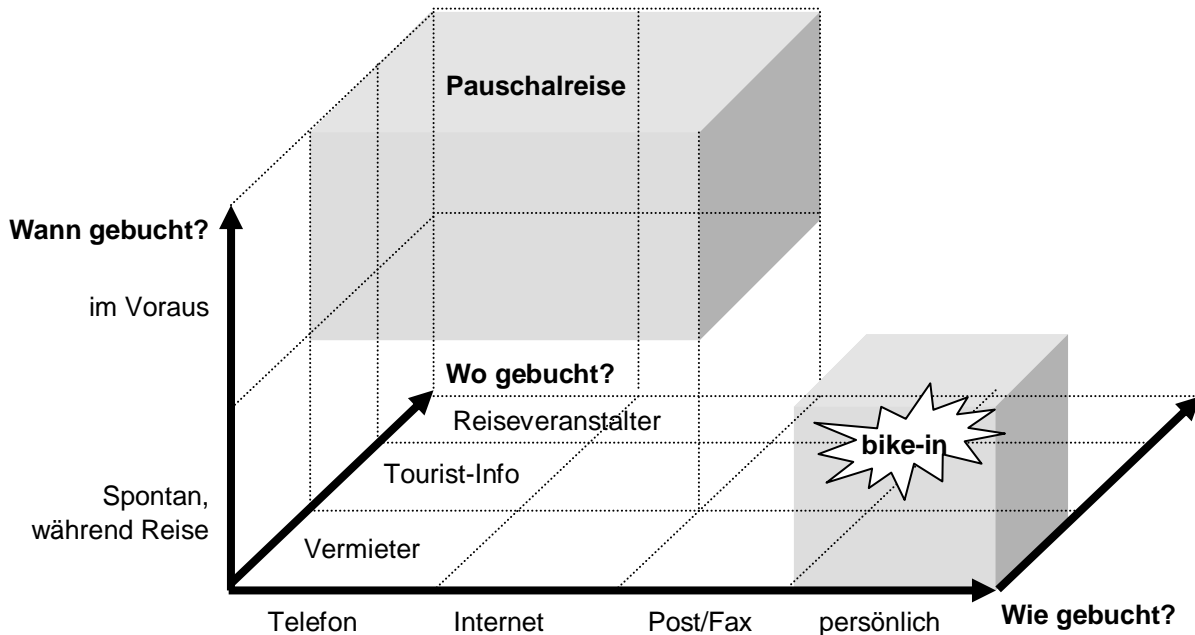 Pauschalreise
Wann gebucht?
im Voraus
Wo gebucht?
Reiseveranstalter
bike-in
Tourist-Info
Spontan,
während Reise
Vermieter
Telefon Internet Post/Fax persönlich Wie gebucht?